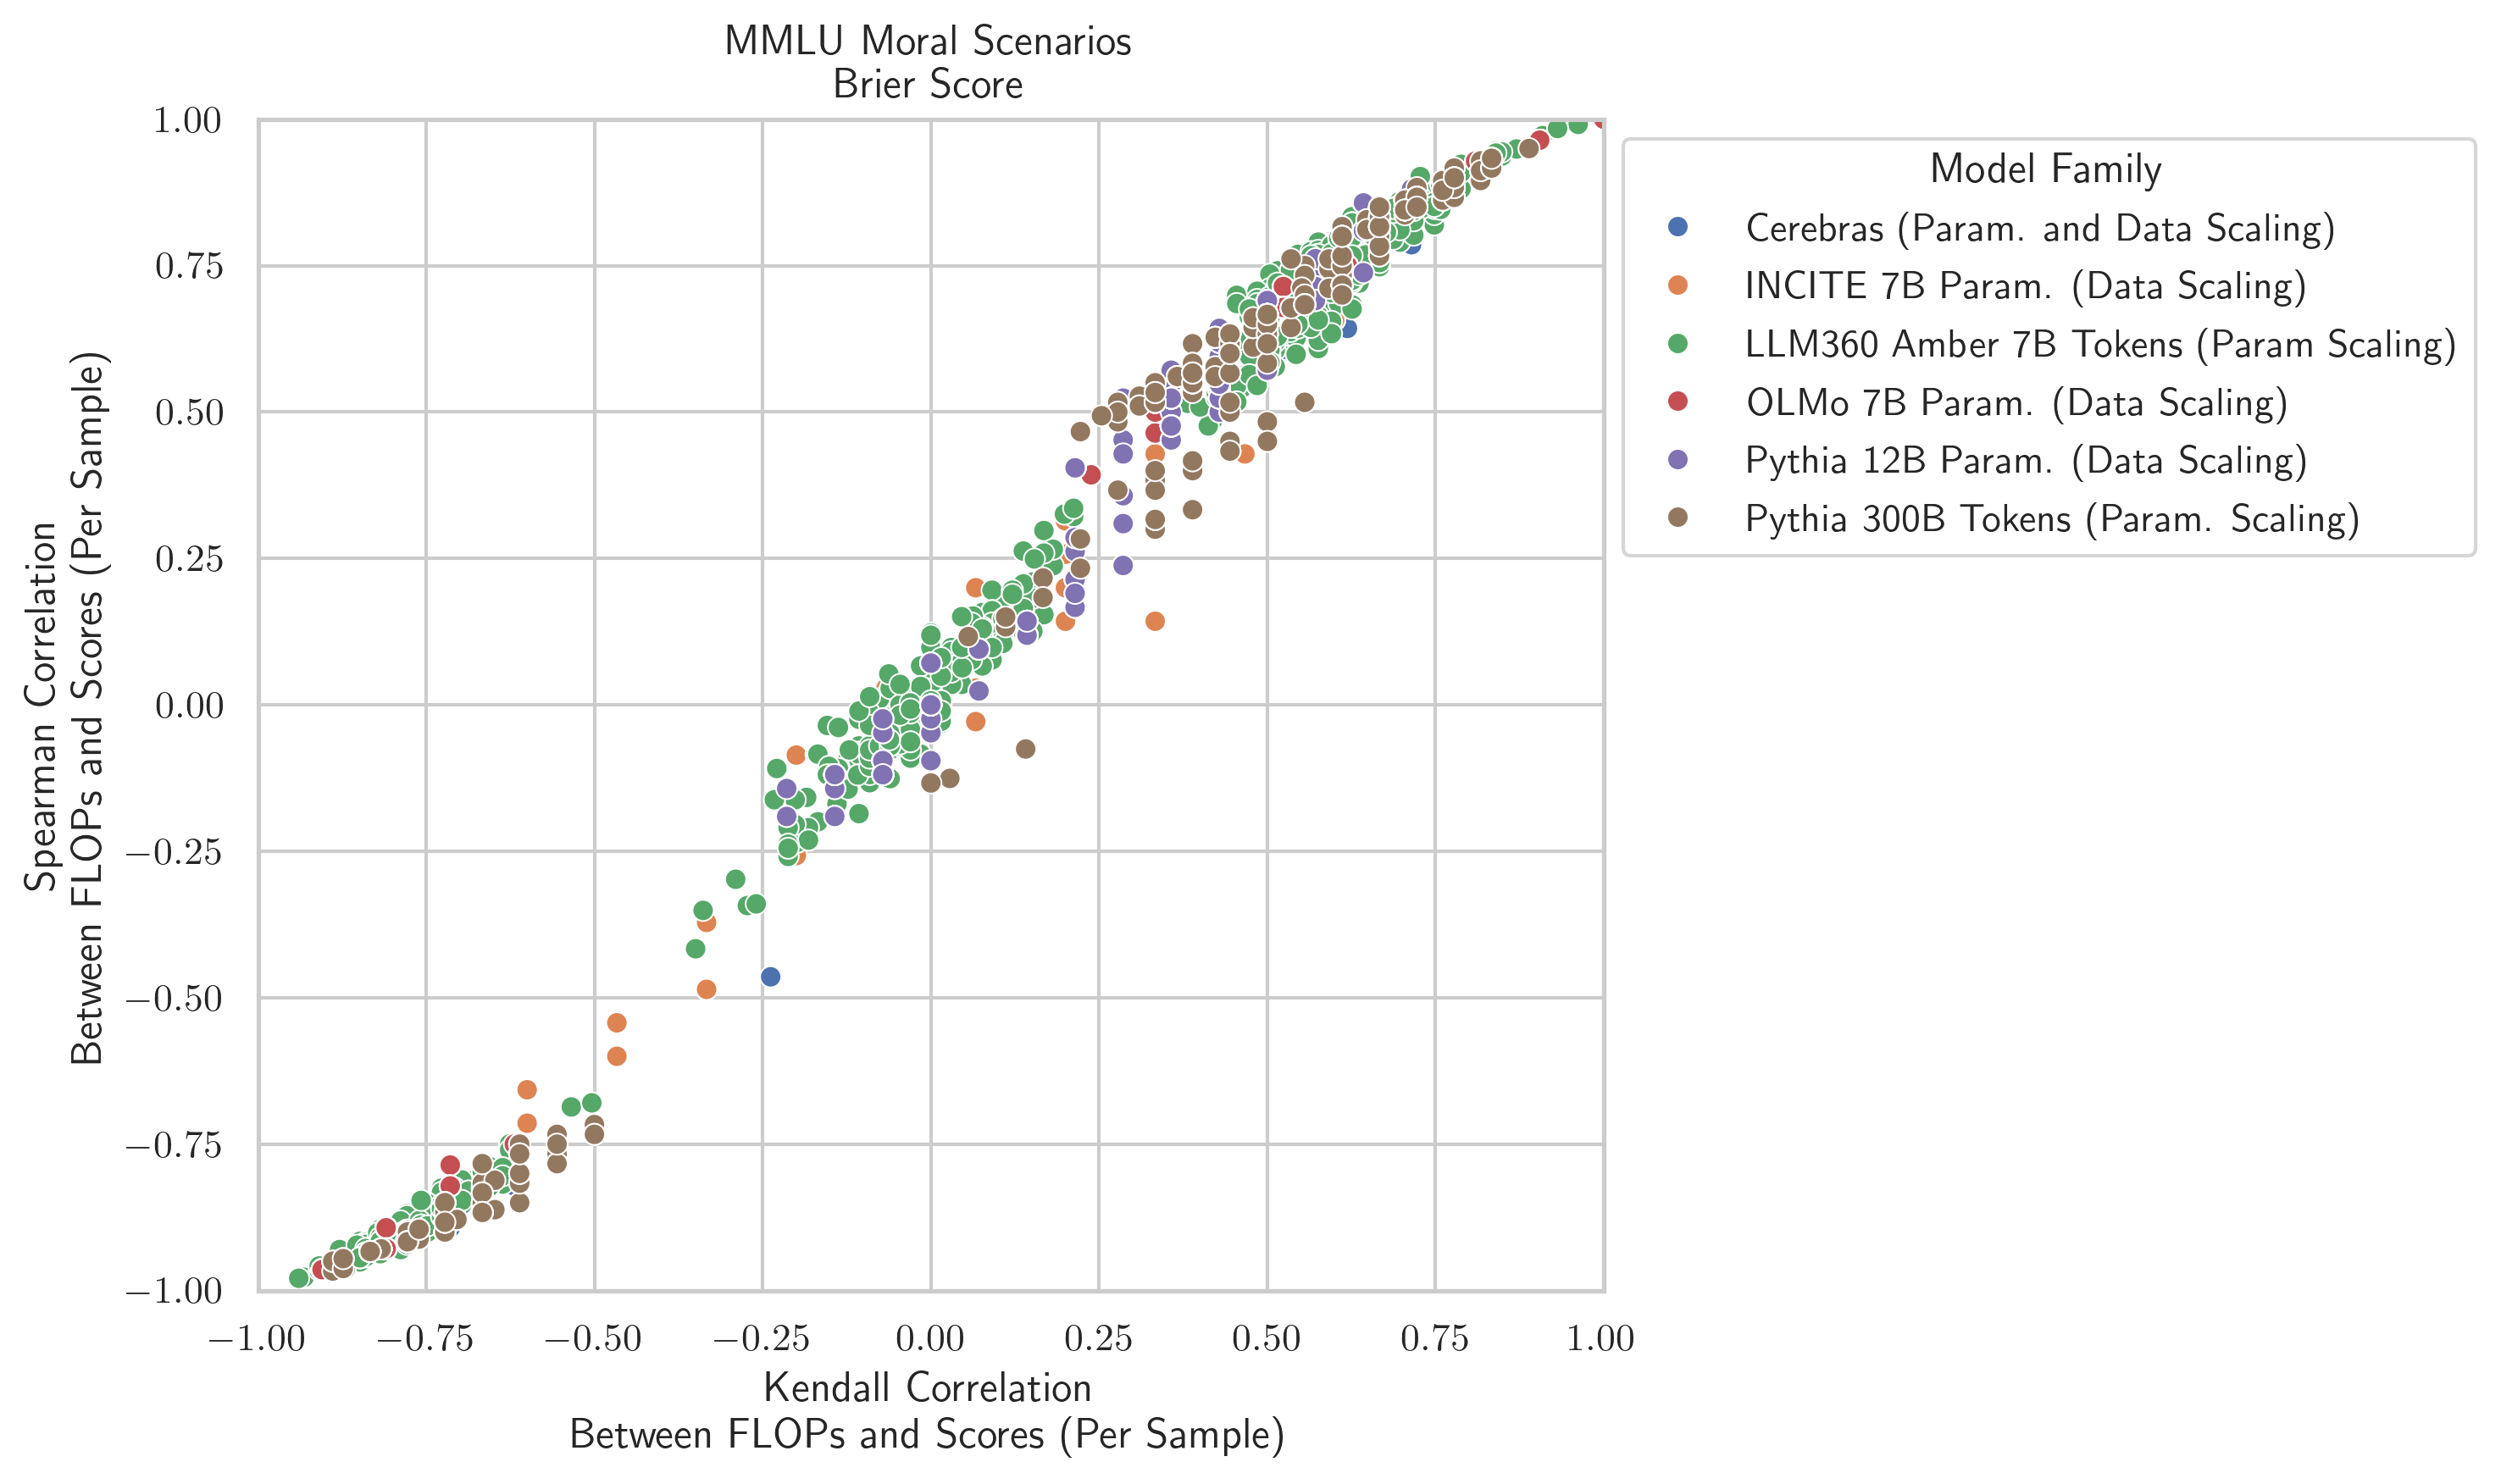 MMLU Moral Scenarios
Brier Score
Spearman Correlation
Between FLOPs and Scores (Per Sample)
1.00
0.75
0.50
0.25
0.00
−0.25
−0.50
−0.75
−1.00
−1.00 −0.75 −0.50 −0.25 0.00 0.25 0.50 0.75 1.00
Kendall Correlation
Between FLOPs and Scores (Per Sample)
Model Family
Cerebras (Param. and Data Scaling)
INCITE 7B Param. (Data Scaling)
LLM360 Amber 7B Tokens (Param Scaling)
OLMo 7B Param. (Data Scaling)
Pythia 12B Param. (Data Scaling)
Pythia 300B Tokens (Param. Scaling)